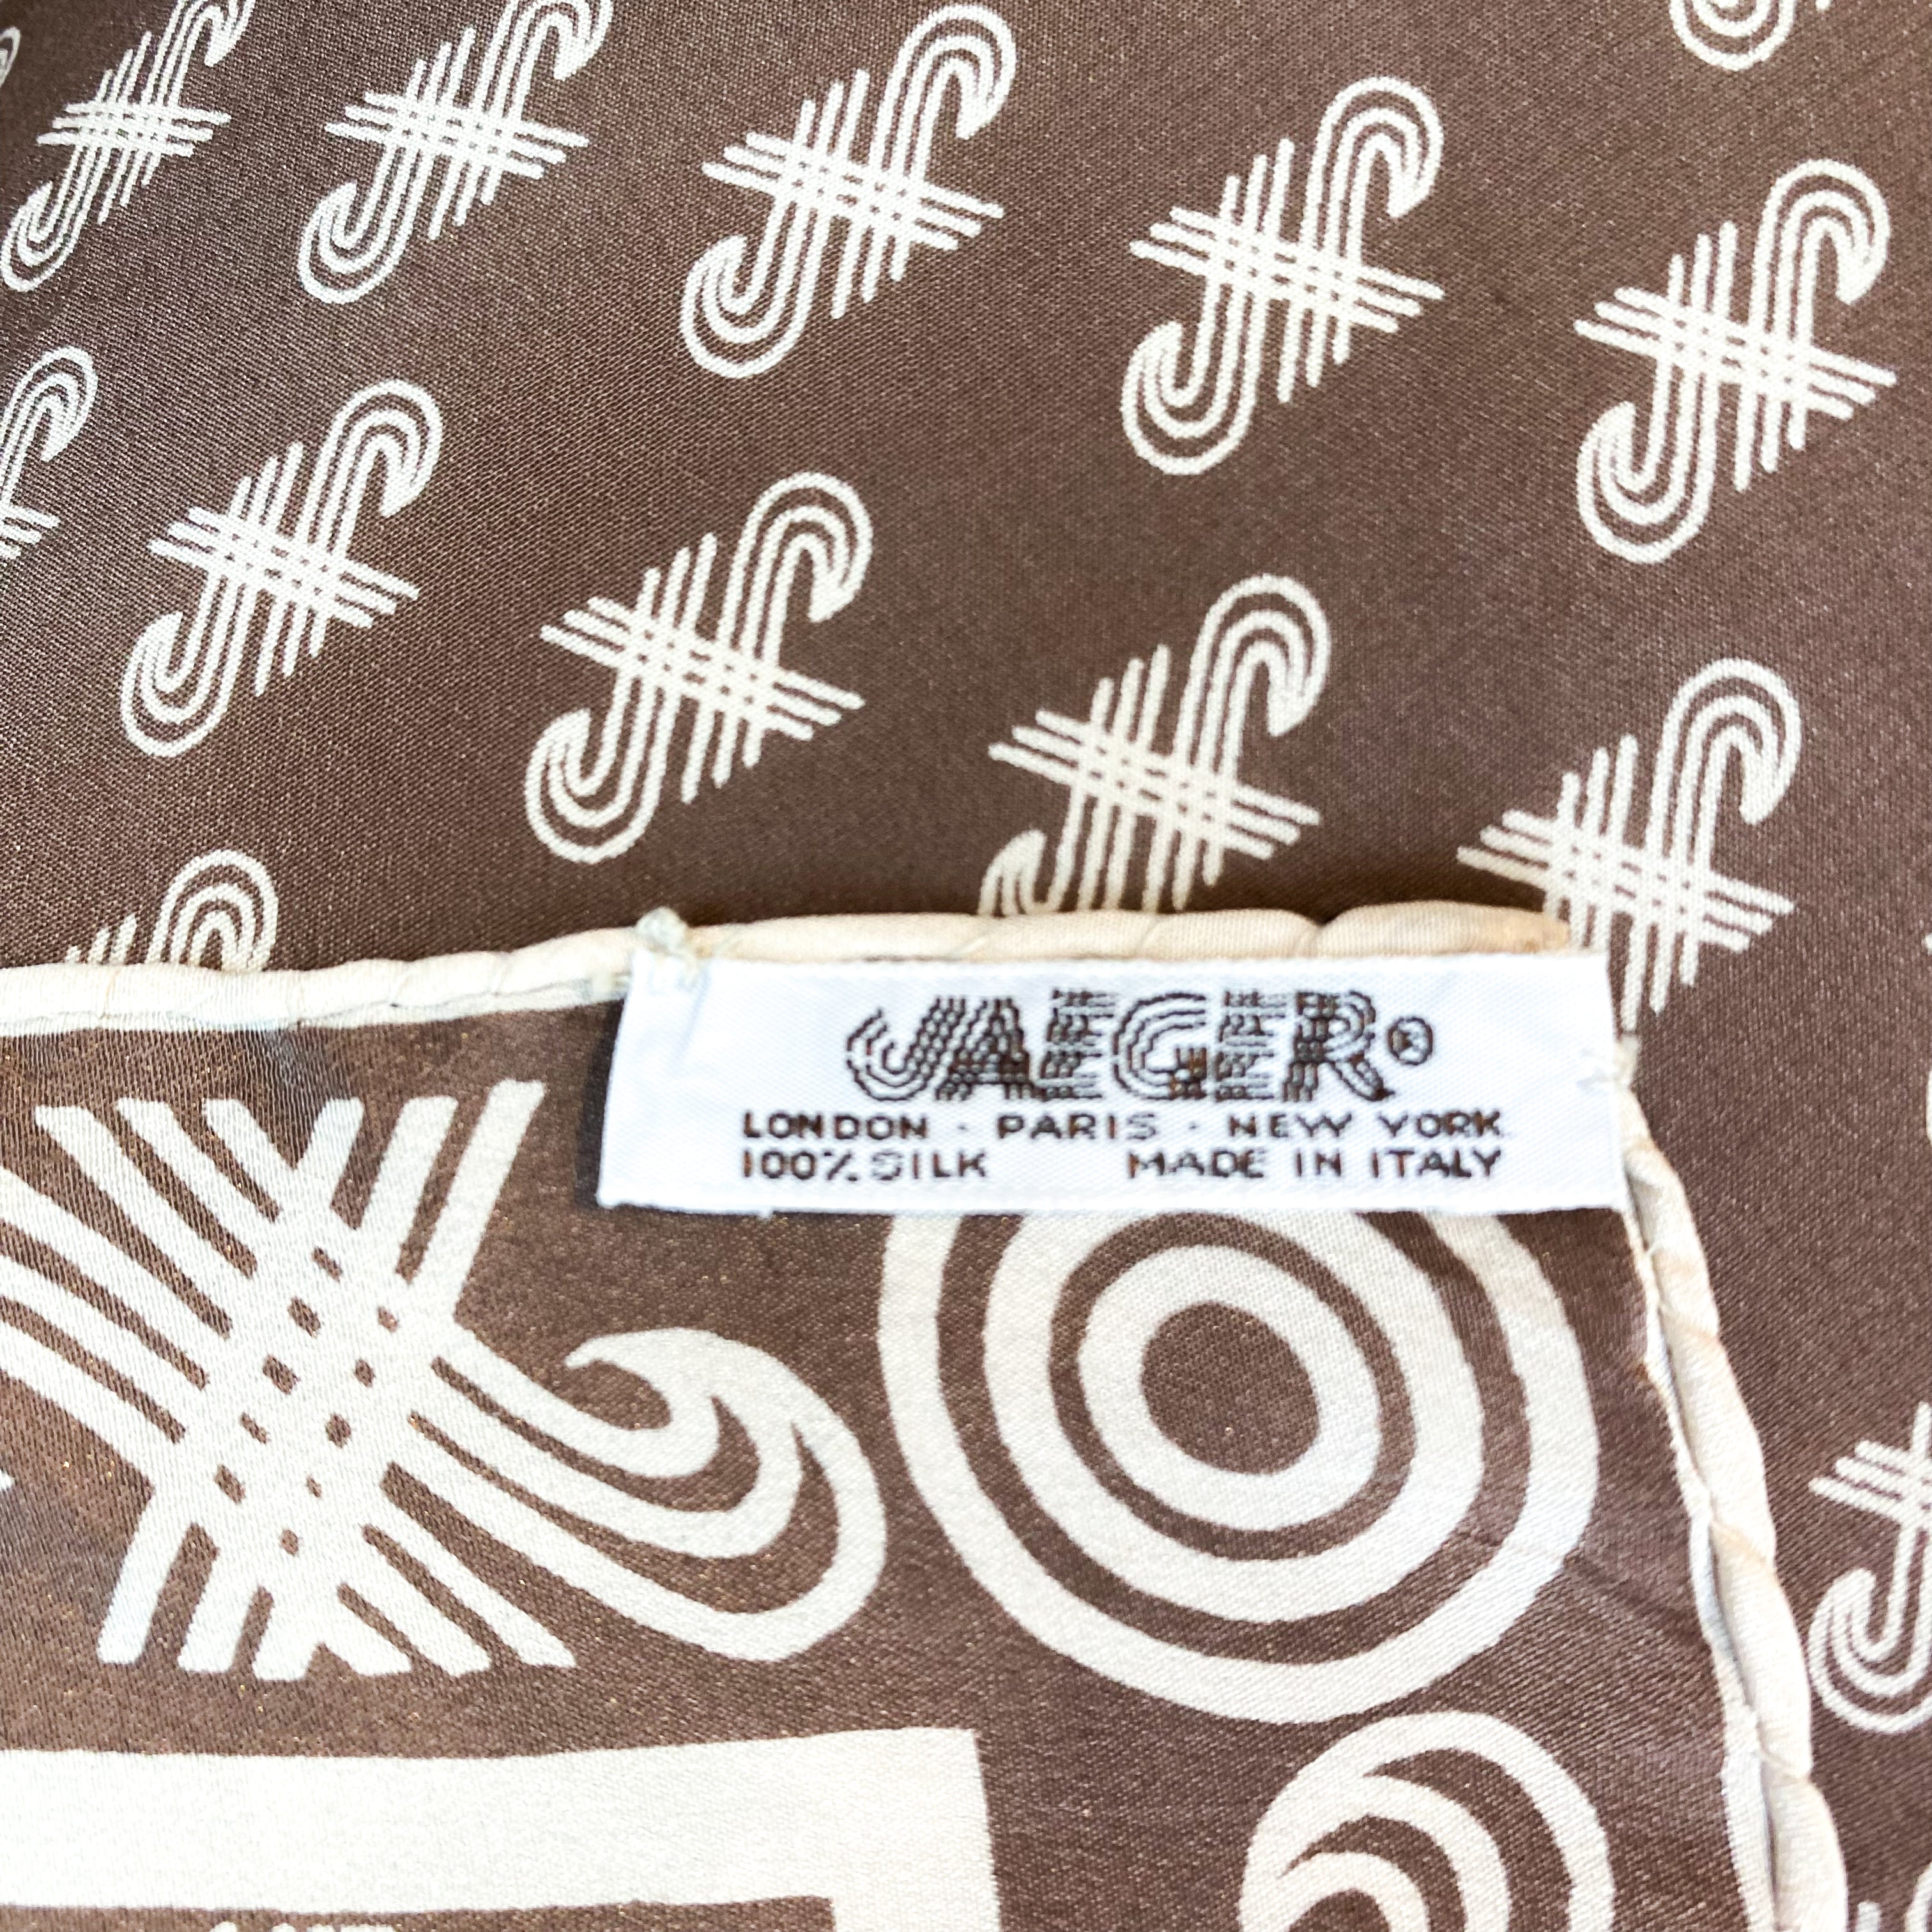 JAEGER®
LONDON · PARIS · NEW YORK
100% SILK MADE IN ITALY